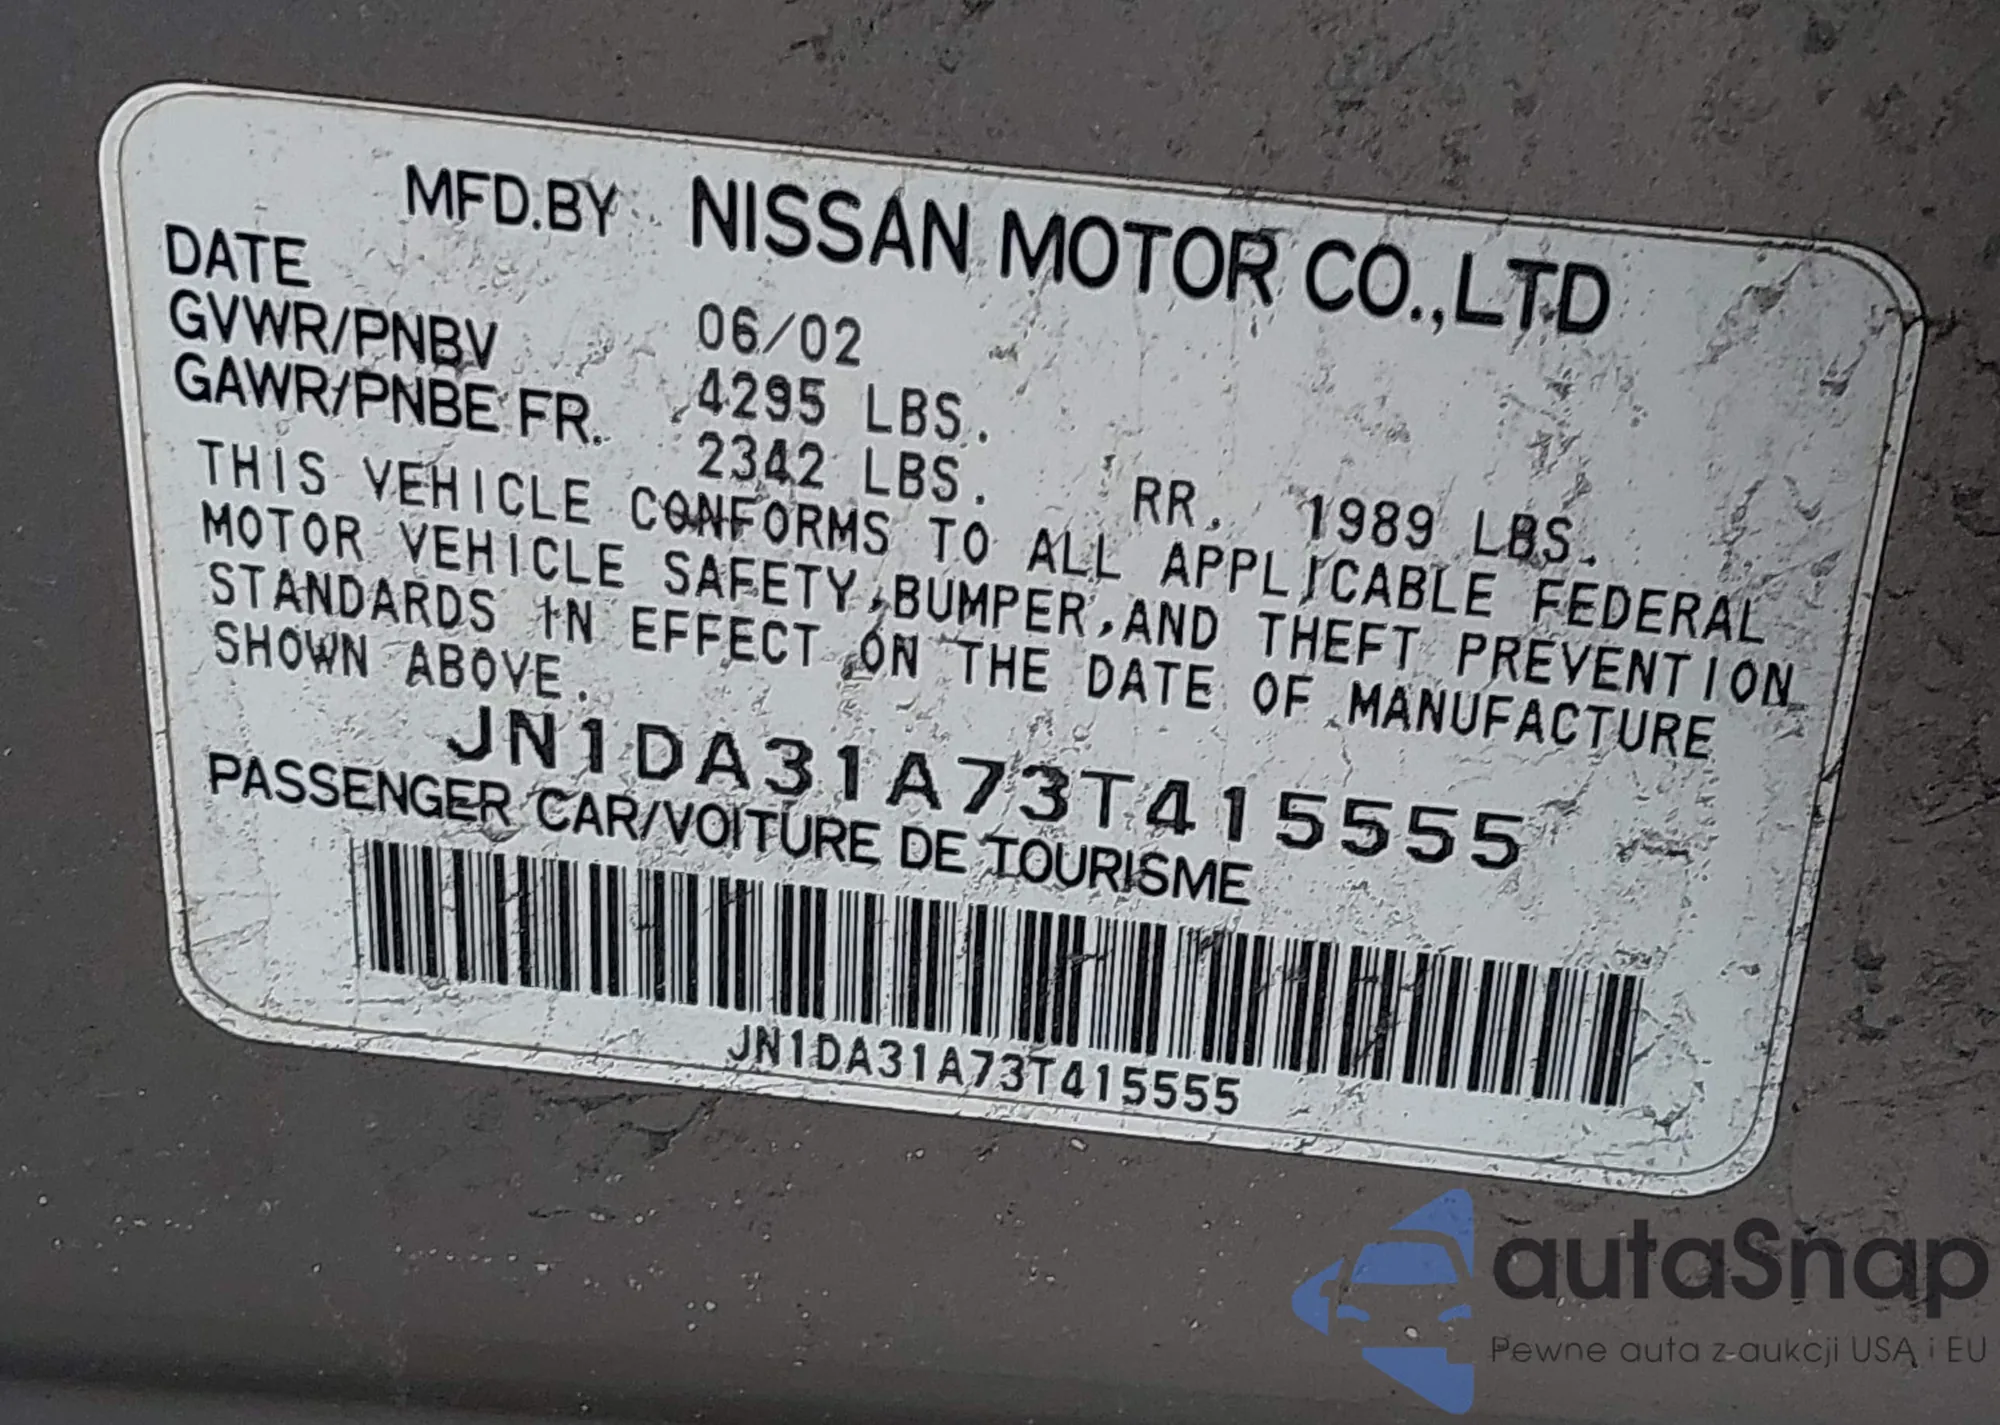 MFD.BY NISSAN MOTOR CO.,LTD
DATE 06/02
GVWR/PNBV 4295 LBS.
GAWR/PNBE FR. 2342 LBS. RR. 1989 LBS.
THIS VEHICLE CONFORMS TO ALL APPLICABLE FEDERAL
MOTOR VEHICLE SAFETY,BUMPER,AND THEFT PREVENTION
STANDARDS IN EFFECT ON THE DATE OF MANUFACTURE
SHOWN ABOVE.
JN1DA31A73T415555
PASSENGER CAR/VOITURE DE TOURISME
JN1DA31A73T415555
autaSnap
Pewne auta z aukcji USA i EU